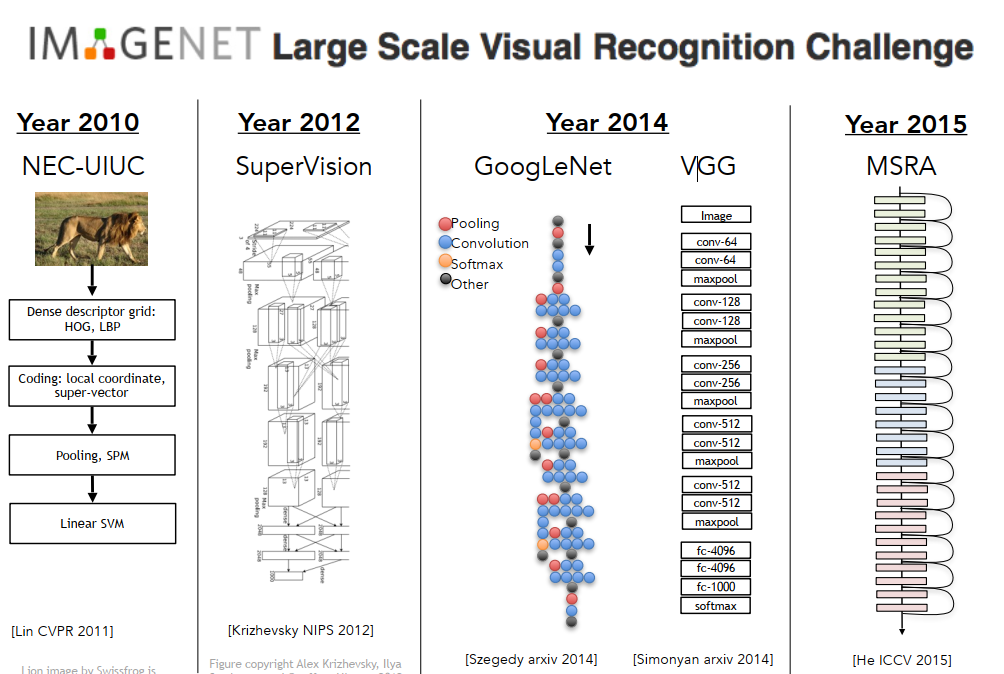 IMAGENET Large Scale Visual Recognition Challenge
Year 2010
NEC-UIUC
Dense descriptor grid:
HOG, LBP
Coding: local coordinate,
super-vector
Pooling, SPM
Linear SVM
[Lin CVPR 2011]
Lion image by Swissfrog is
Year 2012
SuperVision
[Krizhevsky NIPS 2012]
Figure copyright Alex Krizhevsky, Ilya
Year 2014
GoogLeNet
Pooling
Convolution
Softmax
Other
[Szegedy arxiv 2014]
VGG
Image
conv-64
conv-64
maxpool
conv-128
conv-128
maxpool
conv-256
conv-256
maxpool
conv-512
conv-512
maxpool
conv-512
conv-512
maxpool
fc-4096
fc-4096
fc-1000
softmax
[Simonyan arxiv 2014]
Year 2015
MSRA
[He ICCV 2015]